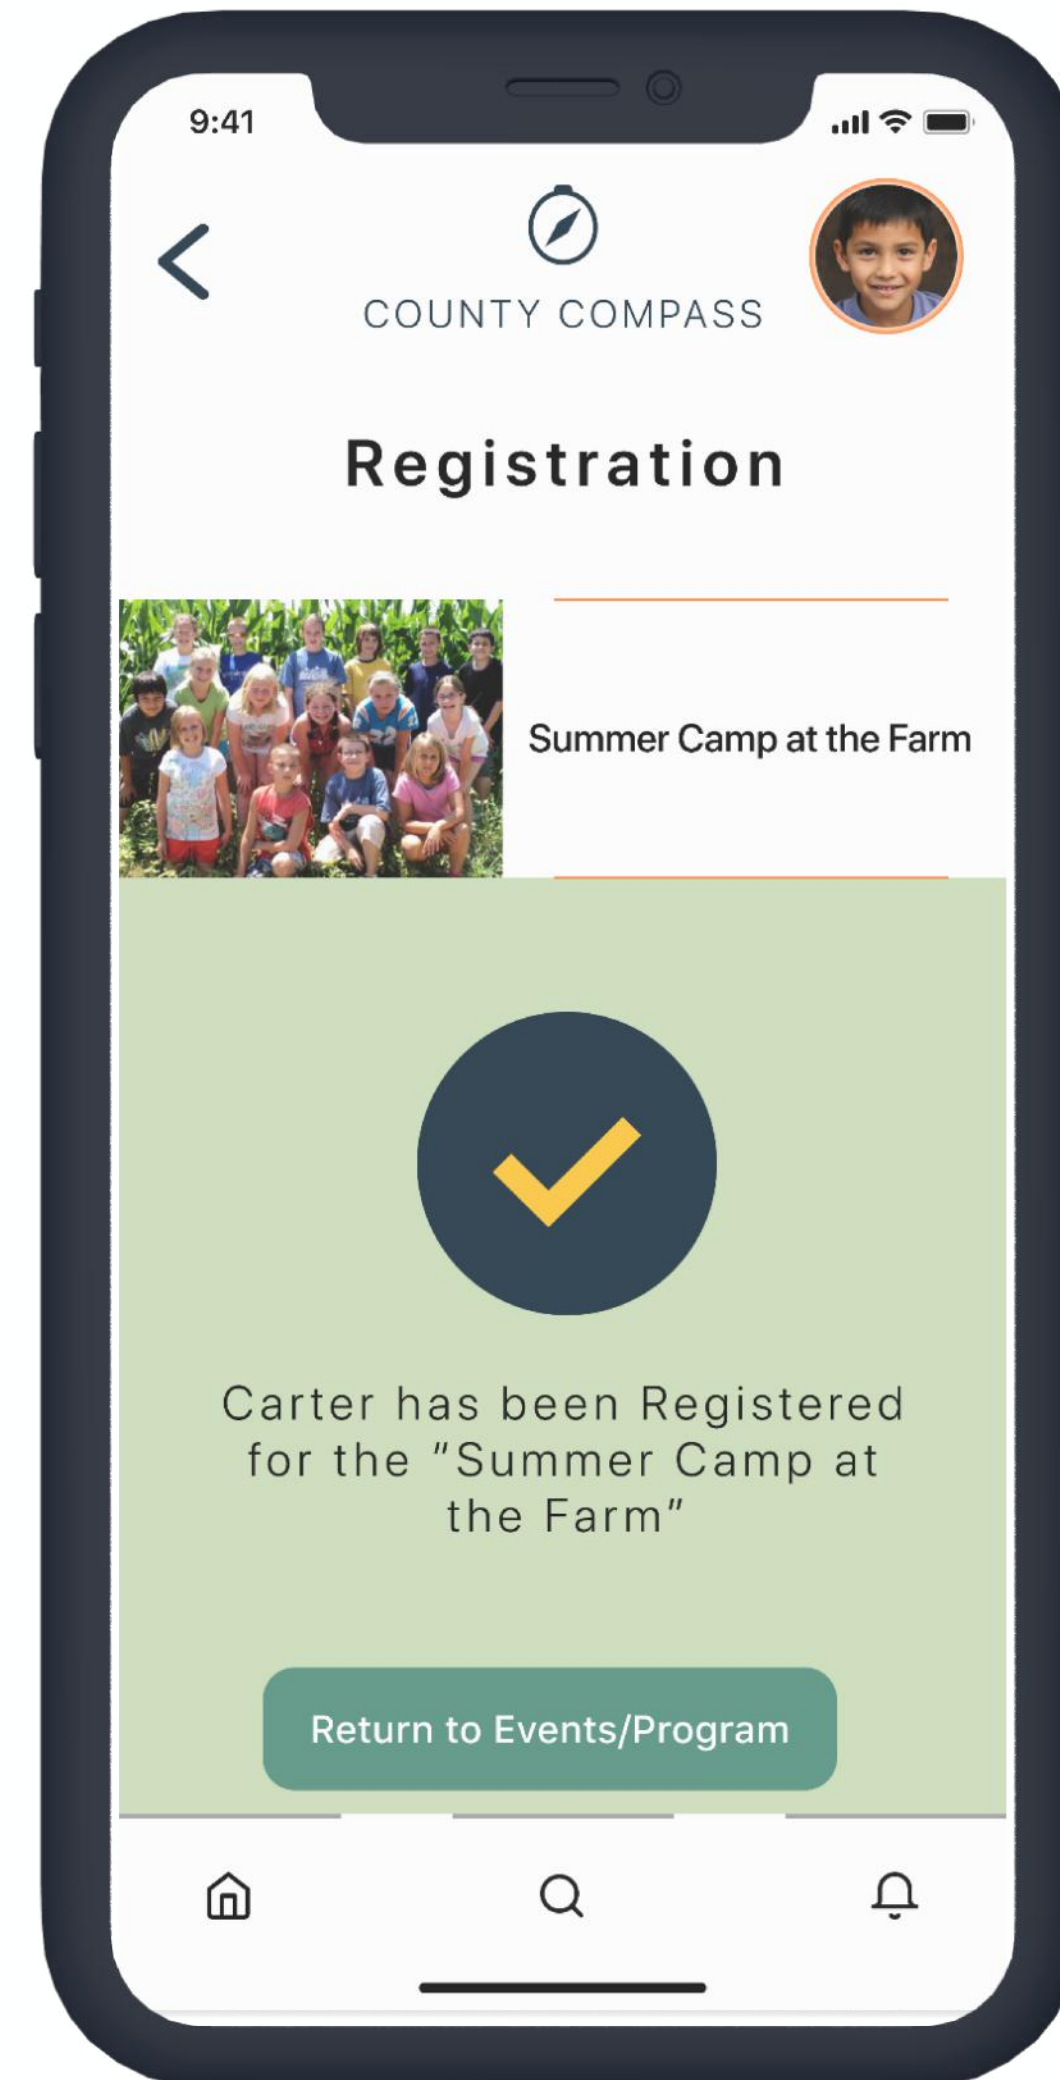 9:41
COUNTY COMPASS
Registration
Summer Camp at the Farm
Carter has been Registered
for the "Summer Camp at
the Farm"
Return to Events/Program